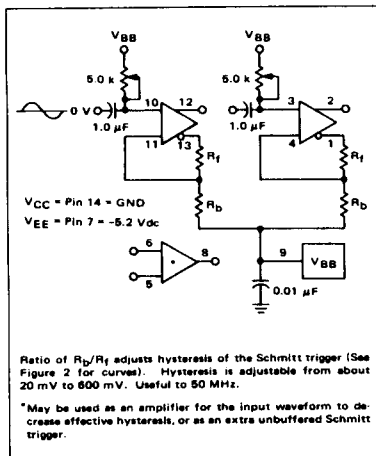 VBB VBB
5.0 k 5.0 k
0 V 10 12 3 2
1.0 µF 11 13 1.0 µF 4 1
Rf Rf
VCC = Pin 14 = GND Rb Rb
VEE = Pin 7 = -5.2 Vdc
6 8 9 VBB
5 *
0.01 µF
Ratio of Rb/Rf adjusts hysteresis of the Schmitt trigger (See
Figure 2 for curves). Hysteresis is adjustable from about
20 mV to 600 mV. Useful to 50 MHz.
*May be used as an amplifier for the input waveform to de-
crease effective hysteresis, or as an extra unbuffered Schmitt
trigger.